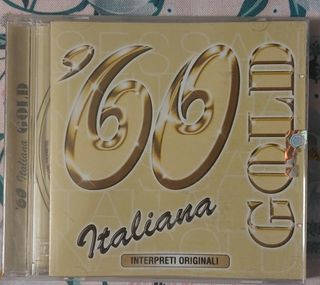 '60 Italiana GOLD
'60
Italiana
GOLD
INTERPRETI ORIGINALI